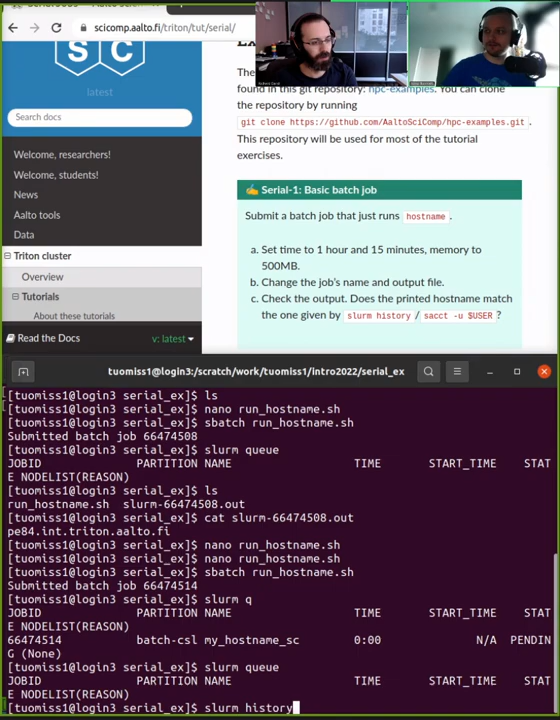 scicomp.aalto.fi/triton/tut/serial/
SC
latest
Search docs
Welcome, researchers!
Welcome, students!
News
Aalto tools
Data
Triton cluster
Overview
Tutorials
About these tutorials
Read the Docs
v: latest
The
found in this git repository: hpc-examples. You can clone
the repository by running
git clone https://github.com/AaltoSciComp/hpc-examples.git .
This repository will be used for most of the tutorial
exercises.
Serial-1: Basic batch job
Submit a batch job that just runs hostname .
a. Set time to 1 hour and 15 minutes, memory to
500MB.
b. Change the job's name and output file.
c. Check the output. Does the printed hostname match
the one given by slurm history / sacct -u $USER ?
tuomiss1@login3:/scratch/work/tuomiss1/intro2022/serial_ex
[tuomiss1@login3 serial_ex]$ ls
[tuomiss1@login3 serial_ex]$ nano run_hostname.sh
[tuomiss1@login3 serial_ex]$ sbatch run_hostname.sh
Submitted batch job 66474508
[tuomiss1@login3 serial_ex]$ slurm queue
JOBID PARTITION NAME TIME START_TIME STAT
E NODELIST(REASON)
[tuomiss1@login3 serial_ex]$ ls
run_hostname.sh slurm-66474508.out
[tuomiss1@login3 serial_ex]$ cat slurm-66474508.out
pe84.int.triton.aalto.fi
[tuomiss1@login3 serial_ex]$ nano run_hostname.sh
[tuomiss1@login3 serial_ex]$ nano run_hostname.sh
[tuomiss1@login3 serial_ex]$ sbatch run_hostname.sh
Submitted batch job 66474514
[tuomiss1@login3 serial_ex]$ slurm q
JOBID PARTITION NAME TIME START_TIME STAT
E NODELIST(REASON)
66474514 batch-csl my_hostname_sc 0:00 N/A PENDIN
G (None)
[tuomiss1@login3 serial_ex]$ slurm queue
JOBID PARTITION NAME TIME START_TIME STAT
E NODELIST(REASON)
[tuomiss1@login3 serial_ex]$ slurm history